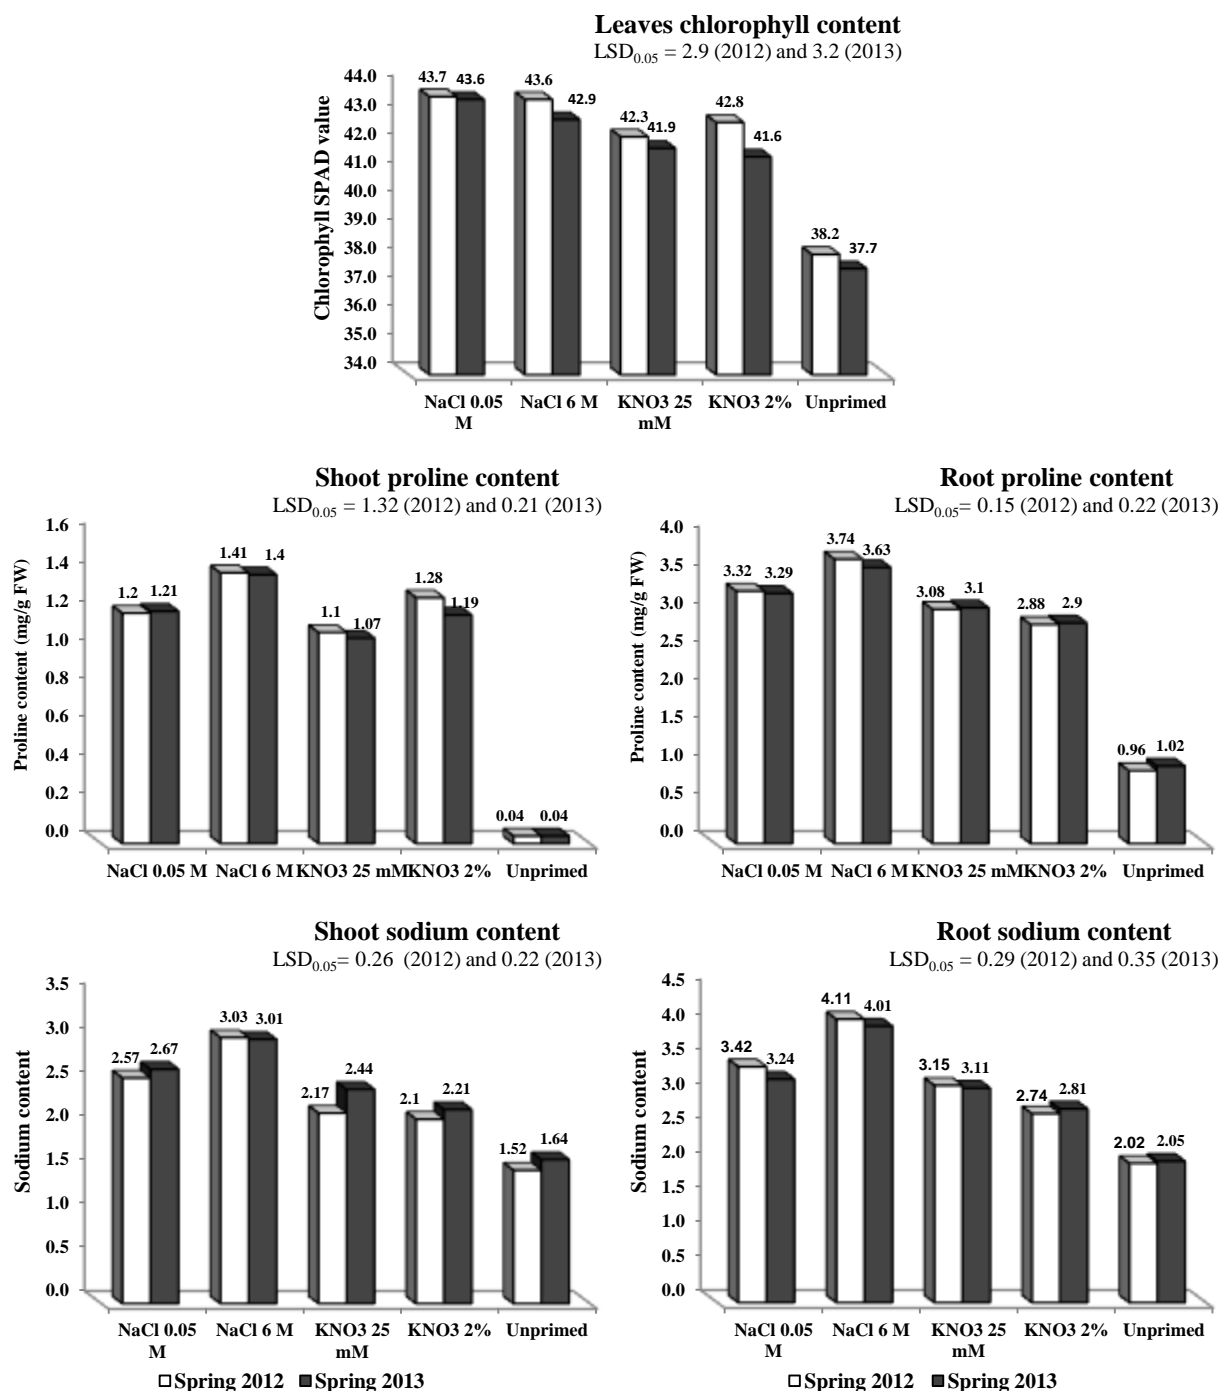 Leaves chlorophyll content
LSD0.05 = 2.9 (2012) and 3.2 (2013)
Chlorophyll SPAD value
44.0
43.0
42.0
41.0
40.0
39.0
38.0
37.0
36.0
35.0
34.0
43.7 43.6 43.6 42.9 42.3 41.9 42.8 41.6 38.2 37.7
NaCl 0.05 M NaCl 6 M KNO3 25 mM KNO3 2% Unprimed
Shoot proline content
LSD0.05 = 1.32 (2012) and 0.21 (2013)
Proline content (mg/g FW)
1.6
1.4
1.2
1.0
0.8
0.6
0.4
0.2
0.0
1.2 1.21 1.41 1.4 1.1 1.07 1.28 1.19 0.04 0.04
NaCl 0.05 M NaCl 6 M KNO3 25 mM KNO3 2% Unprimed
Root proline content
LSD0.05= 0.15 (2012) and 0.22 (2013)
Proline content (mg/g FW)
4.0
3.5
3.0
2.5
2.0
1.5
1.0
0.5
0.0
3.32 3.29 3.74 3.63 3.08 3.1 2.88 2.9 0.96 1.02
NaCl 0.05 M NaCl 6 M KNO3 25 mM KNO3 2% Unprimed
Shoot sodium content
LSD0.05= 0.26 (2012) and 0.22 (2013)
Sodium content
3.5
3.0
2.5
2.0
1.5
1.0
0.5
0.0
2.57 2.67 3.03 3.01 2.17 2.44 2.1 2.21 1.52 1.64
NaCl 0.05 M NaCl 6 M KNO3 25 mM KNO3 2% Unprimed
Spring 2012 Spring 2013
Root sodium content
LSD0.05 = 0.29 (2012) and 0.35 (2013)
Sodium content
4.5
4.0
3.5
3.0
2.5
2.0
1.5
1.0
0.5
0.0
3.42 3.24 4.11 4.01 3.15 3.11 2.74 2.81 2.02 2.05
NaCl 0.05 M NaCl 6 M KNO3 25 mM KNO3 2% Unprimed
Spring 2012 Spring 2013